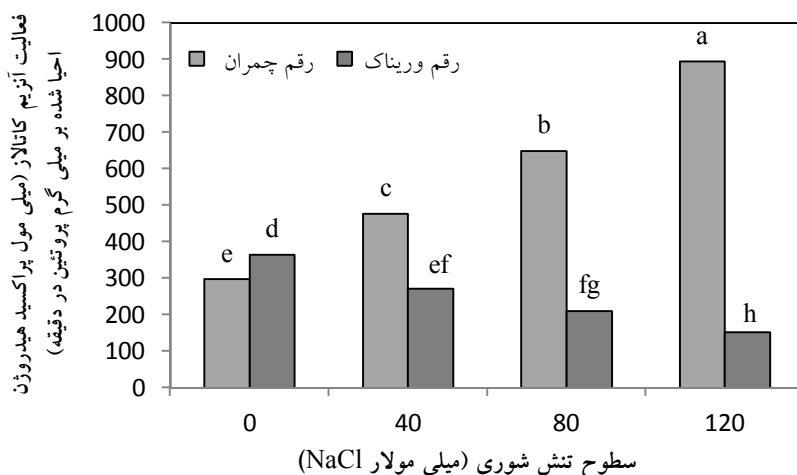 فعالیت آنزیم کاتالاز (میلی مول پراکسید هیدروژن
احیا شده بر میلی گرم پروتئین در دقیقه)
1000
900
800
700
600
500
400
300
200
100
0
رقم چمران رقم وریناک
e d c ef b fg a h
0 40 80 120
سطوح تنش شوری (میلی مولار NaCl)